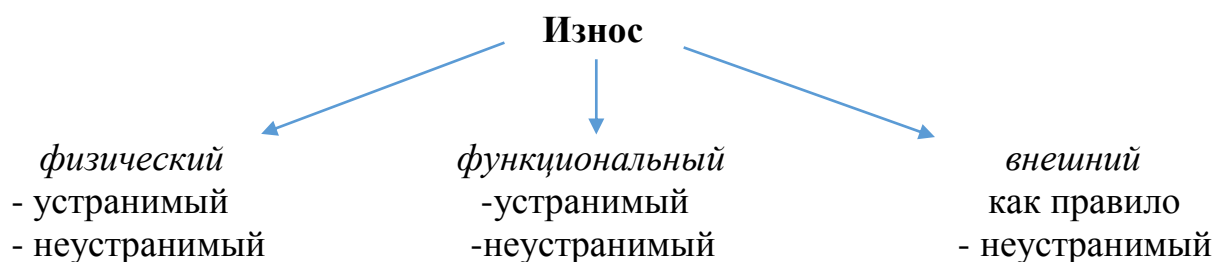 Износ
физический
- устранимый
- неустранимый
функциональный
-устранимый
-неустранимый
внешний
как правило
- неустранимый